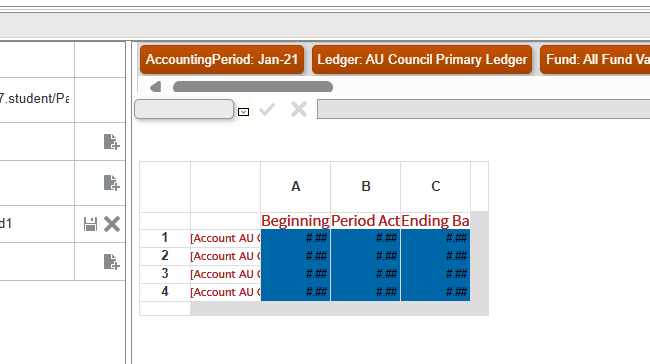 AccountingPeriod: Jan-21 Ledger: AU Council Primary Ledger Fund: All Fund Va
7.student/Pa
A B C
Beginning Period Act Ending Ba
d1
1 [Account AU C #.## #.## #.##
2 [Account AU C #.## #.## #.##
3 [Account AU C #.## #.## #.##
4 [Account AU C #.## #.## #.##